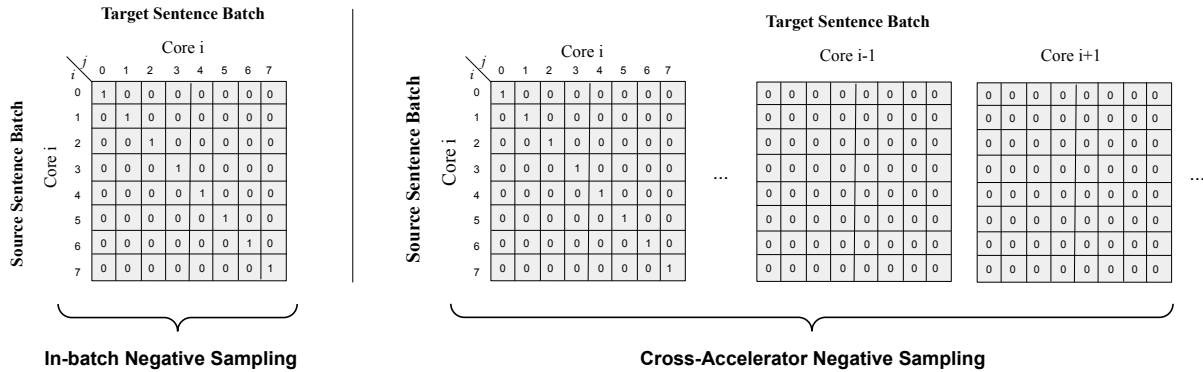 Target Sentence Batch
Core i
j
i
0 1 2 3 4 5 6 7
0 1 0 0 0 0 0 0 0
1 0 1 0 0 0 0 0 0
2 0 0 1 0 0 0 0 0
3 0 0 0 1 0 0 0 0
4 0 0 0 0 1 0 0 0
5 0 0 0 0 0 1 0 0
6 0 0 0 0 0 0 1 0
7 0 0 0 0 0 0 0 1
Source Sentence Batch
Core i
In-batch Negative Sampling
Target Sentence Batch
Core i
j
i
0 1 2 3 4 5 6 7
0 1 0 0 0 0 0 0 0
1 0 1 0 0 0 0 0 0
2 0 0 1 0 0 0 0 0
3 0 0 0 1 0 0 0 0
4 0 0 0 0 1 0 0 0
5 0 0 0 0 0 1 0 0
6 0 0 0 0 0 0 1 0
7 0 0 0 0 0 0 0 1
Source Sentence Batch
Core i
...
Core i-1
0 0 0 0 0 0 0 0
0 0 0 0 0 0 0 0
0 0 0 0 0 0 0 0
0 0 0 0 0 0 0 0
0 0 0 0 0 0 0 0
0 0 0 0 0 0 0 0
0 0 0 0 0 0 0 0
0 0 0 0 0 0 0 0
Core i+1
0 0 0 0 0 0 0 0
0 0 0 0 0 0 0 0
0 0 0 0 0 0 0 0
0 0 0 0 0 0 0 0
0 0 0 0 0 0 0 0
0 0 0 0 0 0 0 0
0 0 0 0 0 0 0 0
0 0 0 0 0 0 0 0
...
Cross-Accelerator Negative Sampling